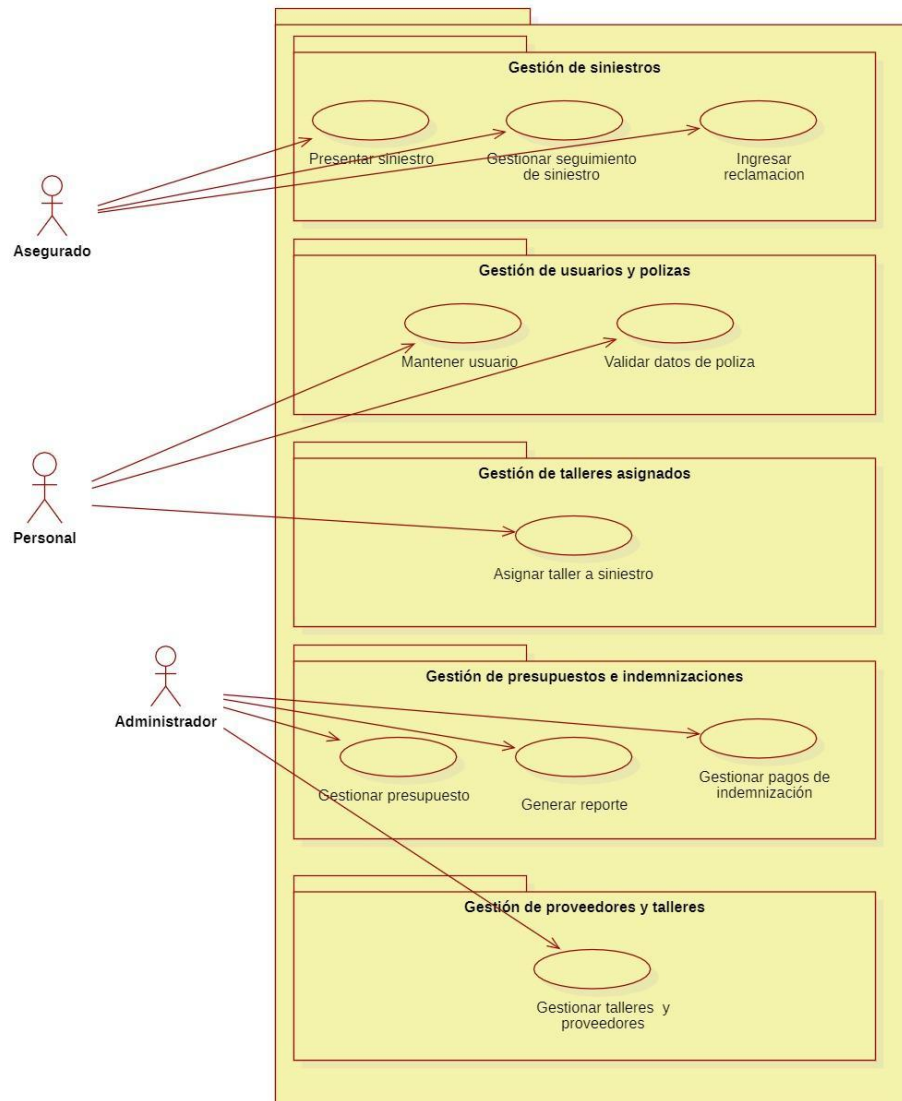 Gestión de siniestros
Presentar siniestro
Gestionar seguimiento
de siniestro
Ingresar
reclamacion
Asegurado
Gestión de usuarios y polizas
Mantener usuario
Validar datos de poliza
Personal
Gestión de talleres asignados
Asignar taller a siniestro
Administrador
Gestión de presupuestos e indemnizaciones
Gestionar presupuesto
Generar reporte
Gestionar pagos de
indemnización
Gestión de proveedores y talleres
Gestionar talleres y
proveedores